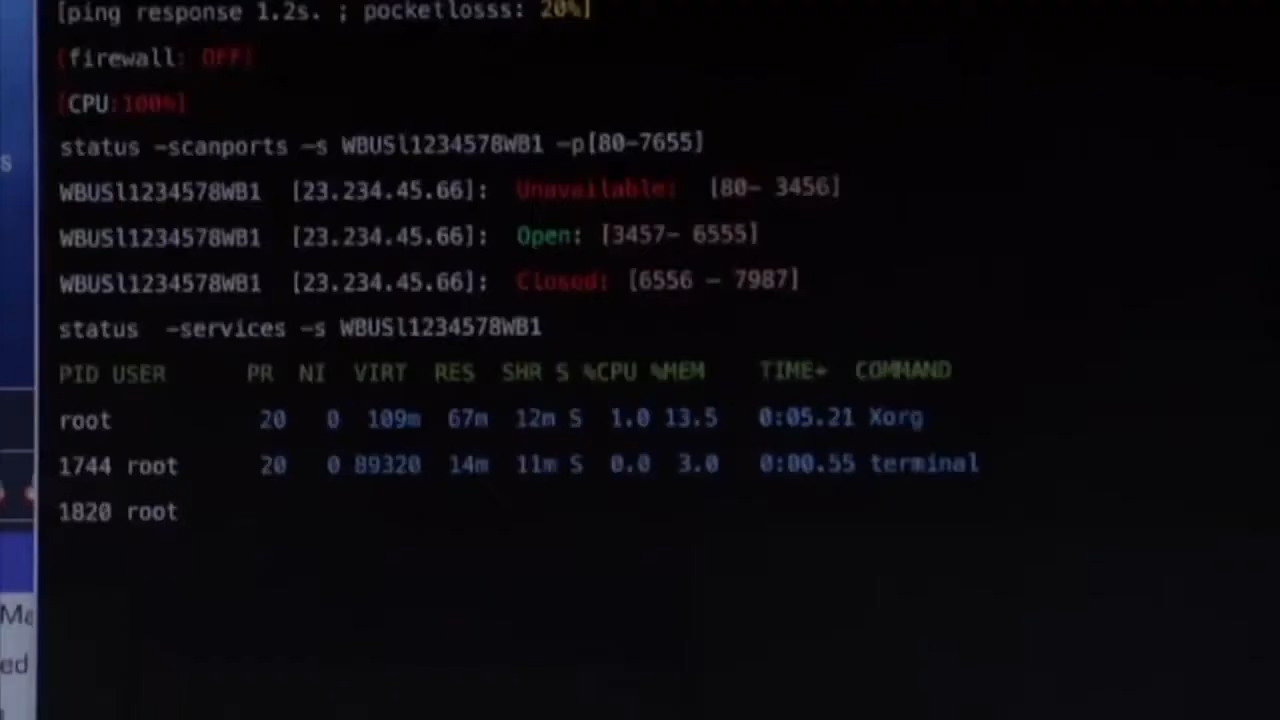 [ping response 1.2s. ; pocketlosss: 20%]
[firewall: OFF]
[CPU:100%]
status -scanports -s WBUSl1234578WB1 -p[80-7655]
WBUSl1234578WB1 [23.234.45.66]: Unavailable: [80- 3456]
WBUSl1234578WB1 [23.234.45.66]: Open: [3457- 6555]
WBUSl1234578WB1 [23.234.45.66]: Closed: [6556 - 7987]
status -services -s WBUSl1234578WB1
PID USER PR NI VIRT RES SHR S %CPU %MEM TIME+ COMMAND
root 20 0 109m 67m 12m S 1.0 13.5 0:05.21 Xorg
1744 root 20 0 89320 14m 11m S 0.0 3.0 0:00.55 terminal
1820 root
s
ed